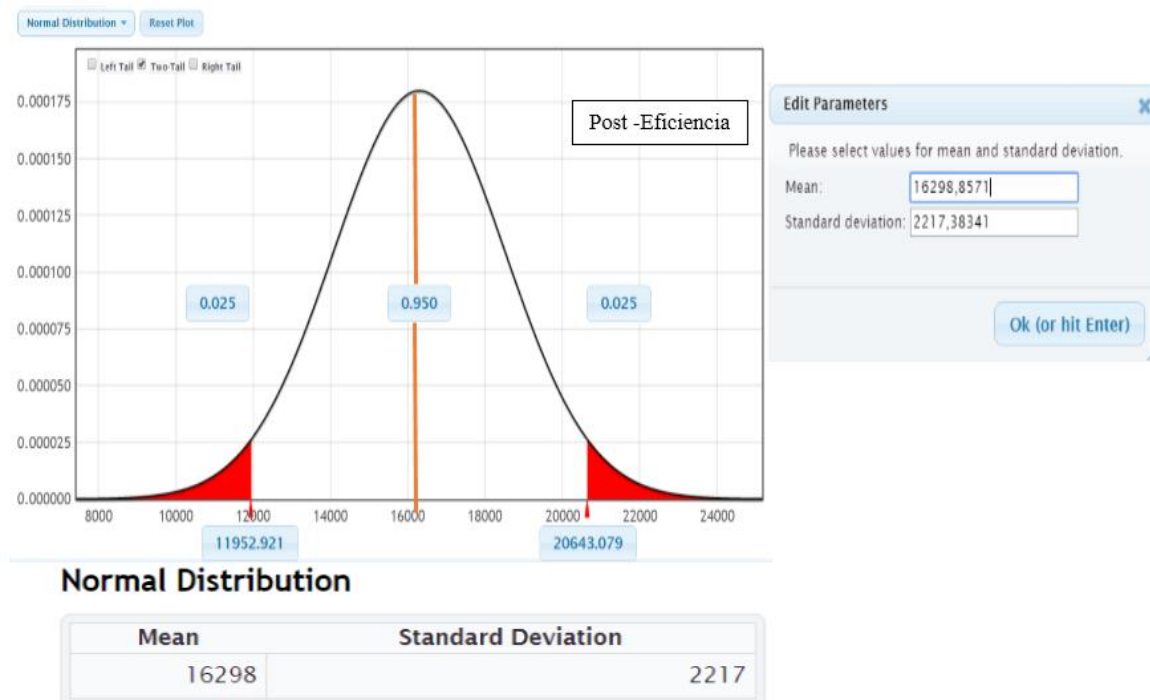 Normal Distribution
Reset Plot
Left Tail Two-Tail Right Tail
0.000175
0.000150
0.000125
0.000100
0.000075
0.000050
0.000025
0.000000
Post -Eficiencia
0.025
0.950
0.025
8000 10000 12000 14000 16000 18000 20000 22000 24000
11952.921
20643.079
Edit Parameters
Please select values for mean and standard deviation.
Mean: 16298,8571
Standard deviation: 2217,38341
Ok (or hit Enter)
Normal Distribution
Mean Standard Deviation
16298 2217